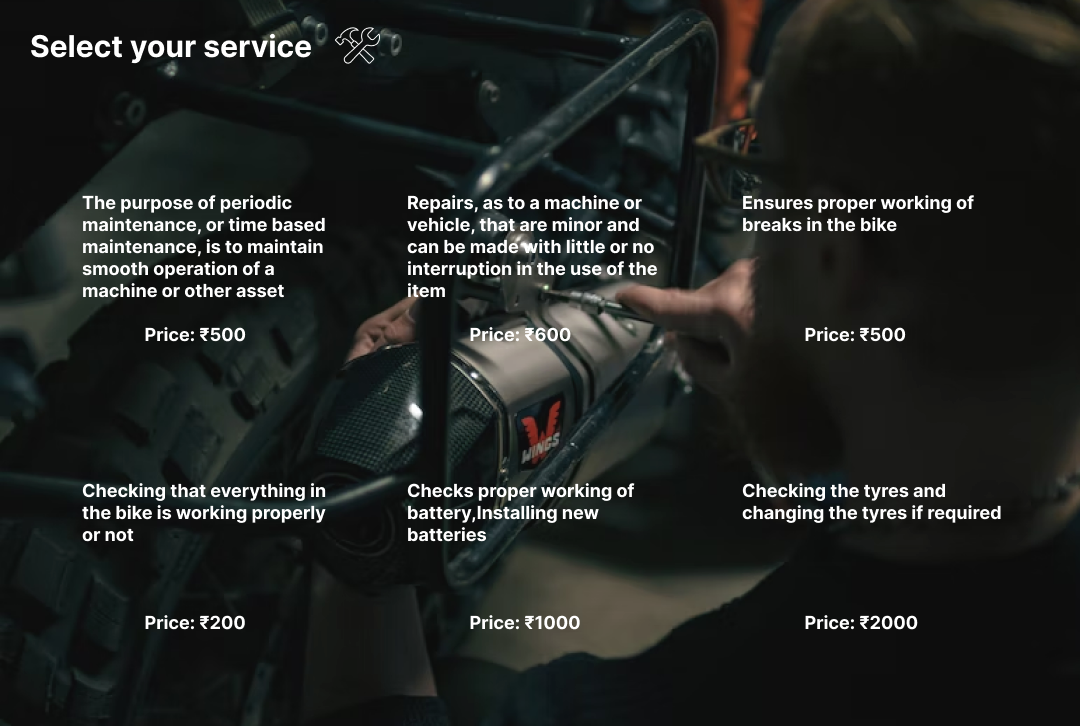 Select your service
The purpose of periodic
maintenance, or time based
maintenance, is to maintain
smooth operation of a
machine or other asset
Price: ₹500
Repairs, as to a machine or
vehicle, that are minor and
can be made with little or no
interruption in the use of the
item
Price: ₹600
Ensures proper working of
breaks in the bike
Price: ₹500
WINGS
Checking that everything in
the bike is working properly
or not
Price: ₹200
Checks proper working of
battery,Installing new
batteries
Price: ₹1000
Checking the tyres and
changing the tyres if required
Price: ₹2000